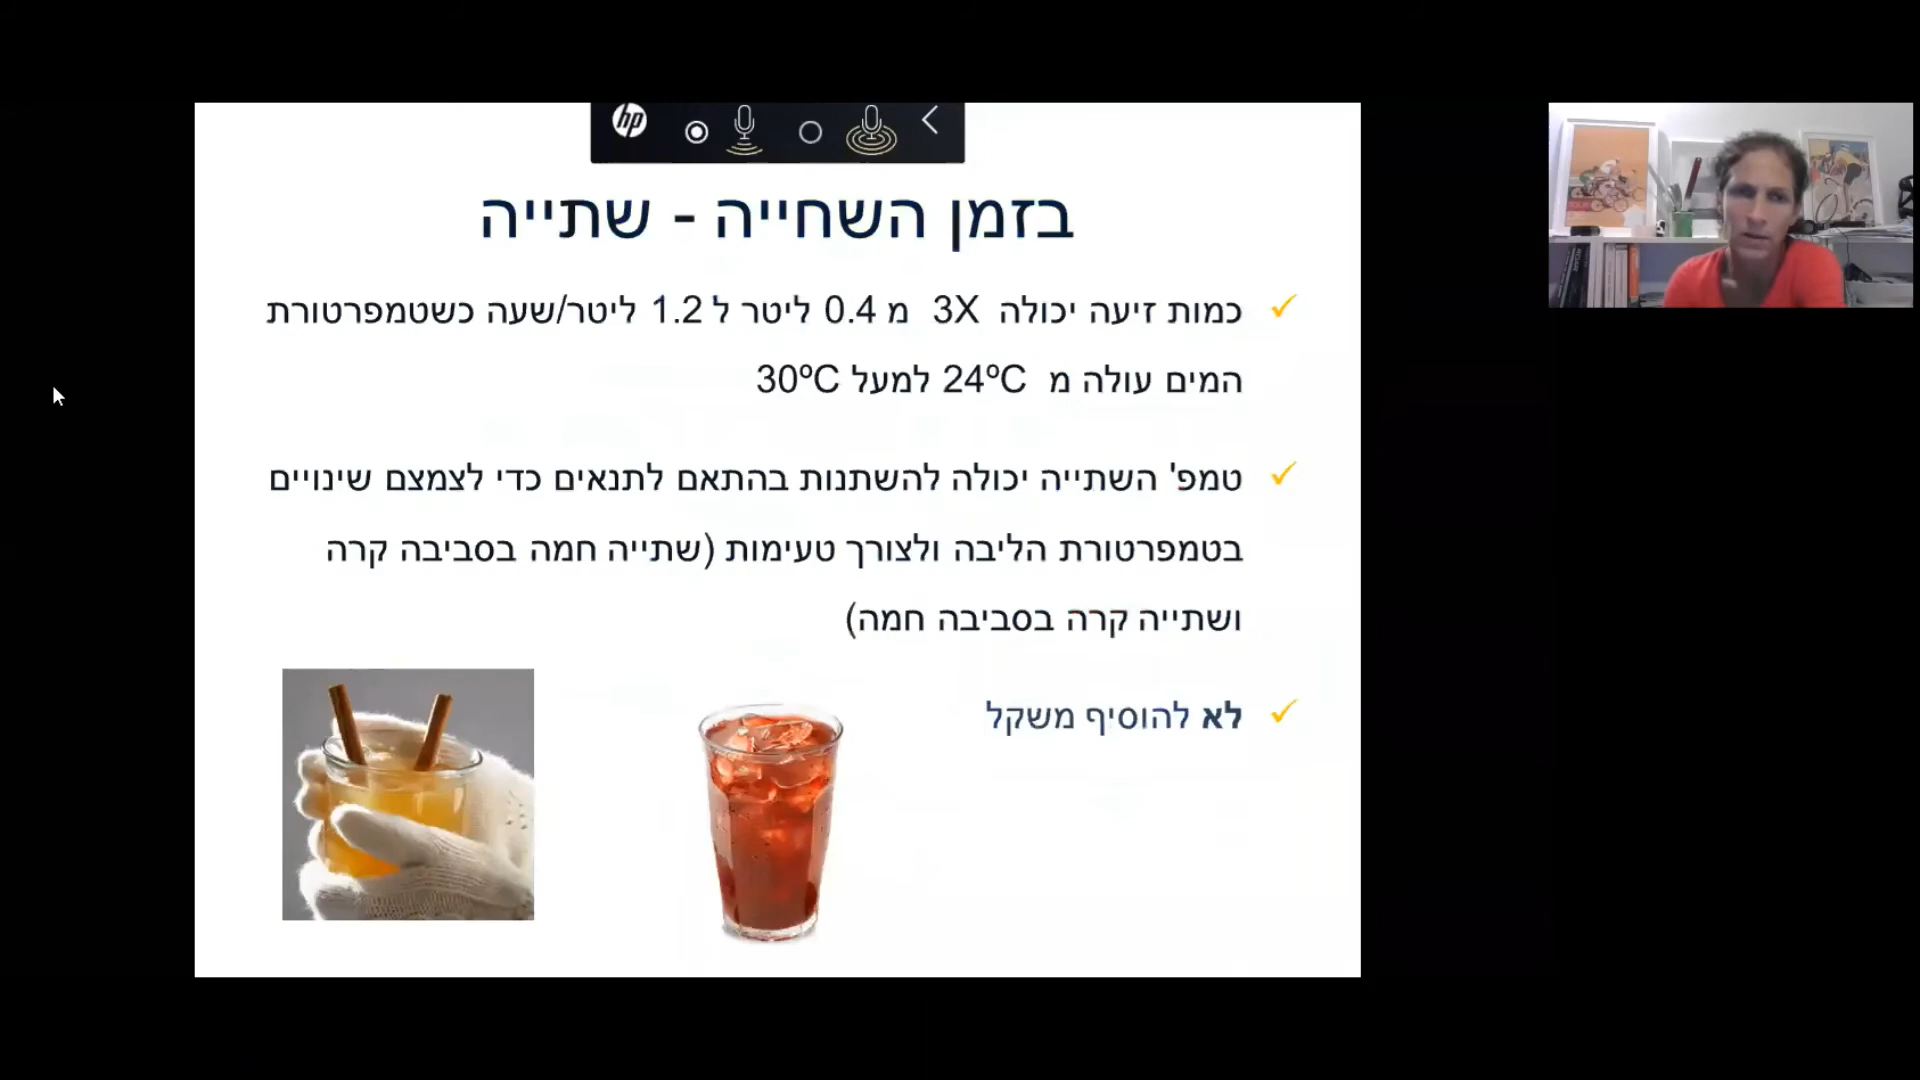 hp
בזמן השחייה - שתייה
כמות זיעה יכולה 3X מ 0.4 ליטר ל 1.2 ליטר/שעה כשטמפרטורת
המים עולה מ 24ºC למעל 30ºC
טמפ' השתייה יכולה להשתנות בהתאם לתנאים כדי לצמצם שינויים
בטמפרטורת הליבה ולצורך טעימות (שתייה חמה בסביבה קרה
ושתייה קרה בסביבה חמה)
לא להוסיף משקל